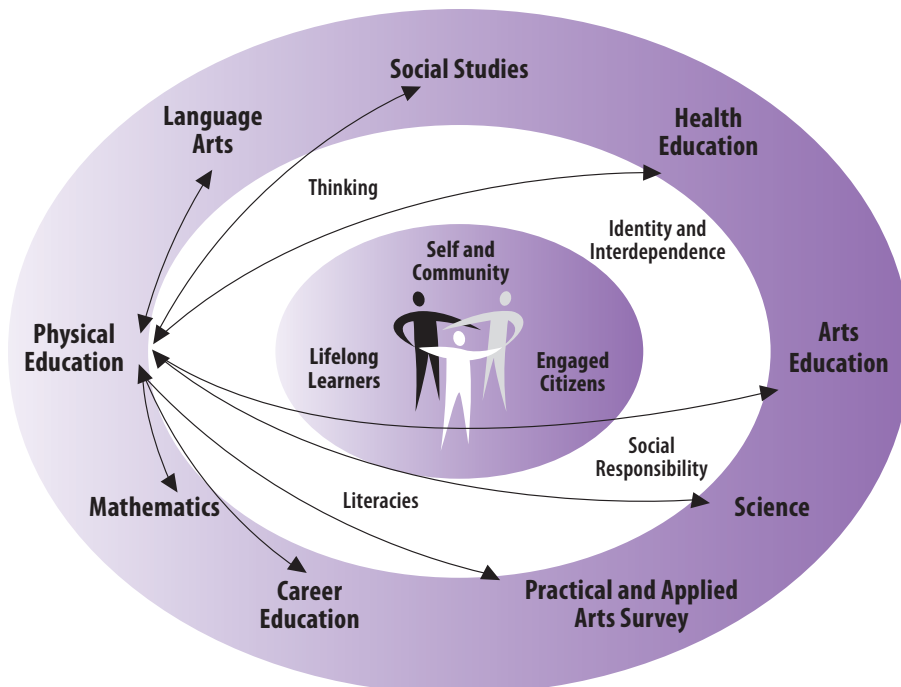 Social Studies
Language
Arts
Health
Education
Thinking
Identity and
Interdependence
Self and
Community
Physical
Education
Lifelong
Learners
Engaged
Citizens
Arts
Education
Social
Responsibility
Mathematics
Literacies
Science
Career
Education
Practical and Applied
Arts Survey